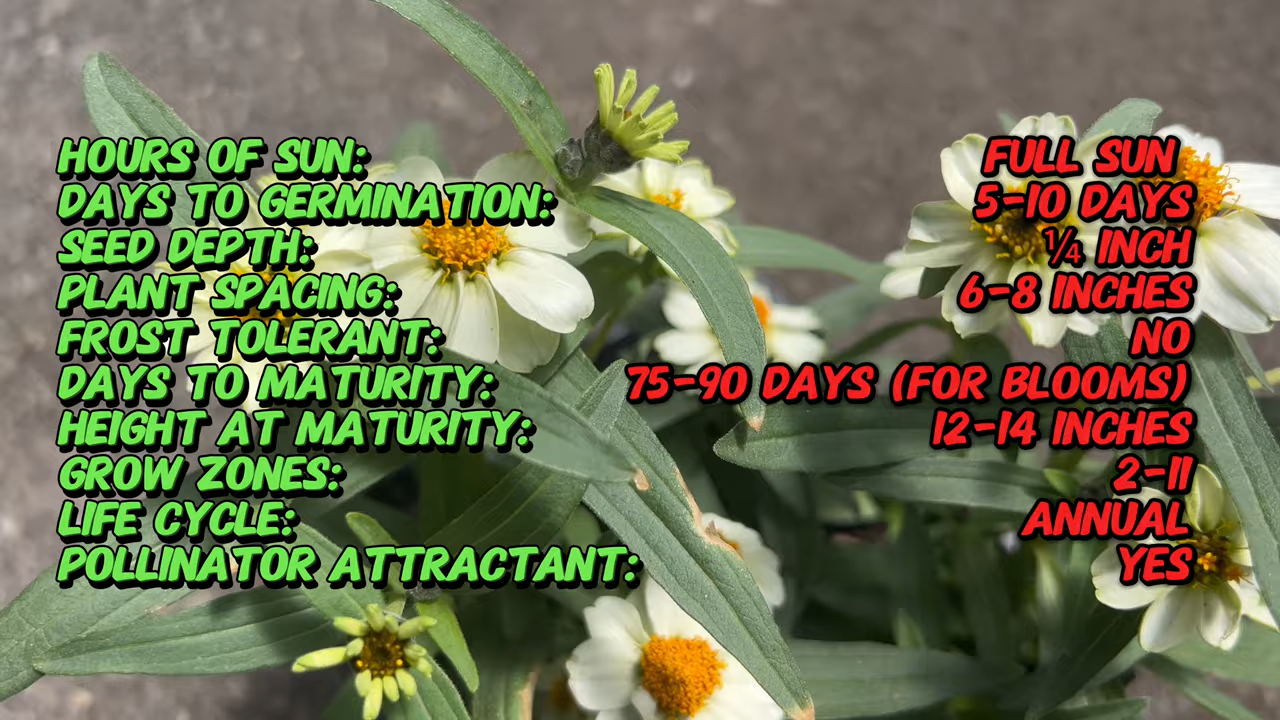 HOURS OF SUN: FULL SUN
DAYS TO GERMINATION: 5-10 DAYS
SEED DEPTH: ¼ INCH
PLANT SPACING: 6-8 INCHES
FROST TOLERANT: NO
DAYS TO MATURITY: 75-90 DAYS (FOR BLOOMS)
HEIGHT AT MATURITY: 12-14 INCHES
GROW ZONES: 2-11
LIFE CYCLE: ANNUAL
POLLINATOR ATTRACTANT: YES